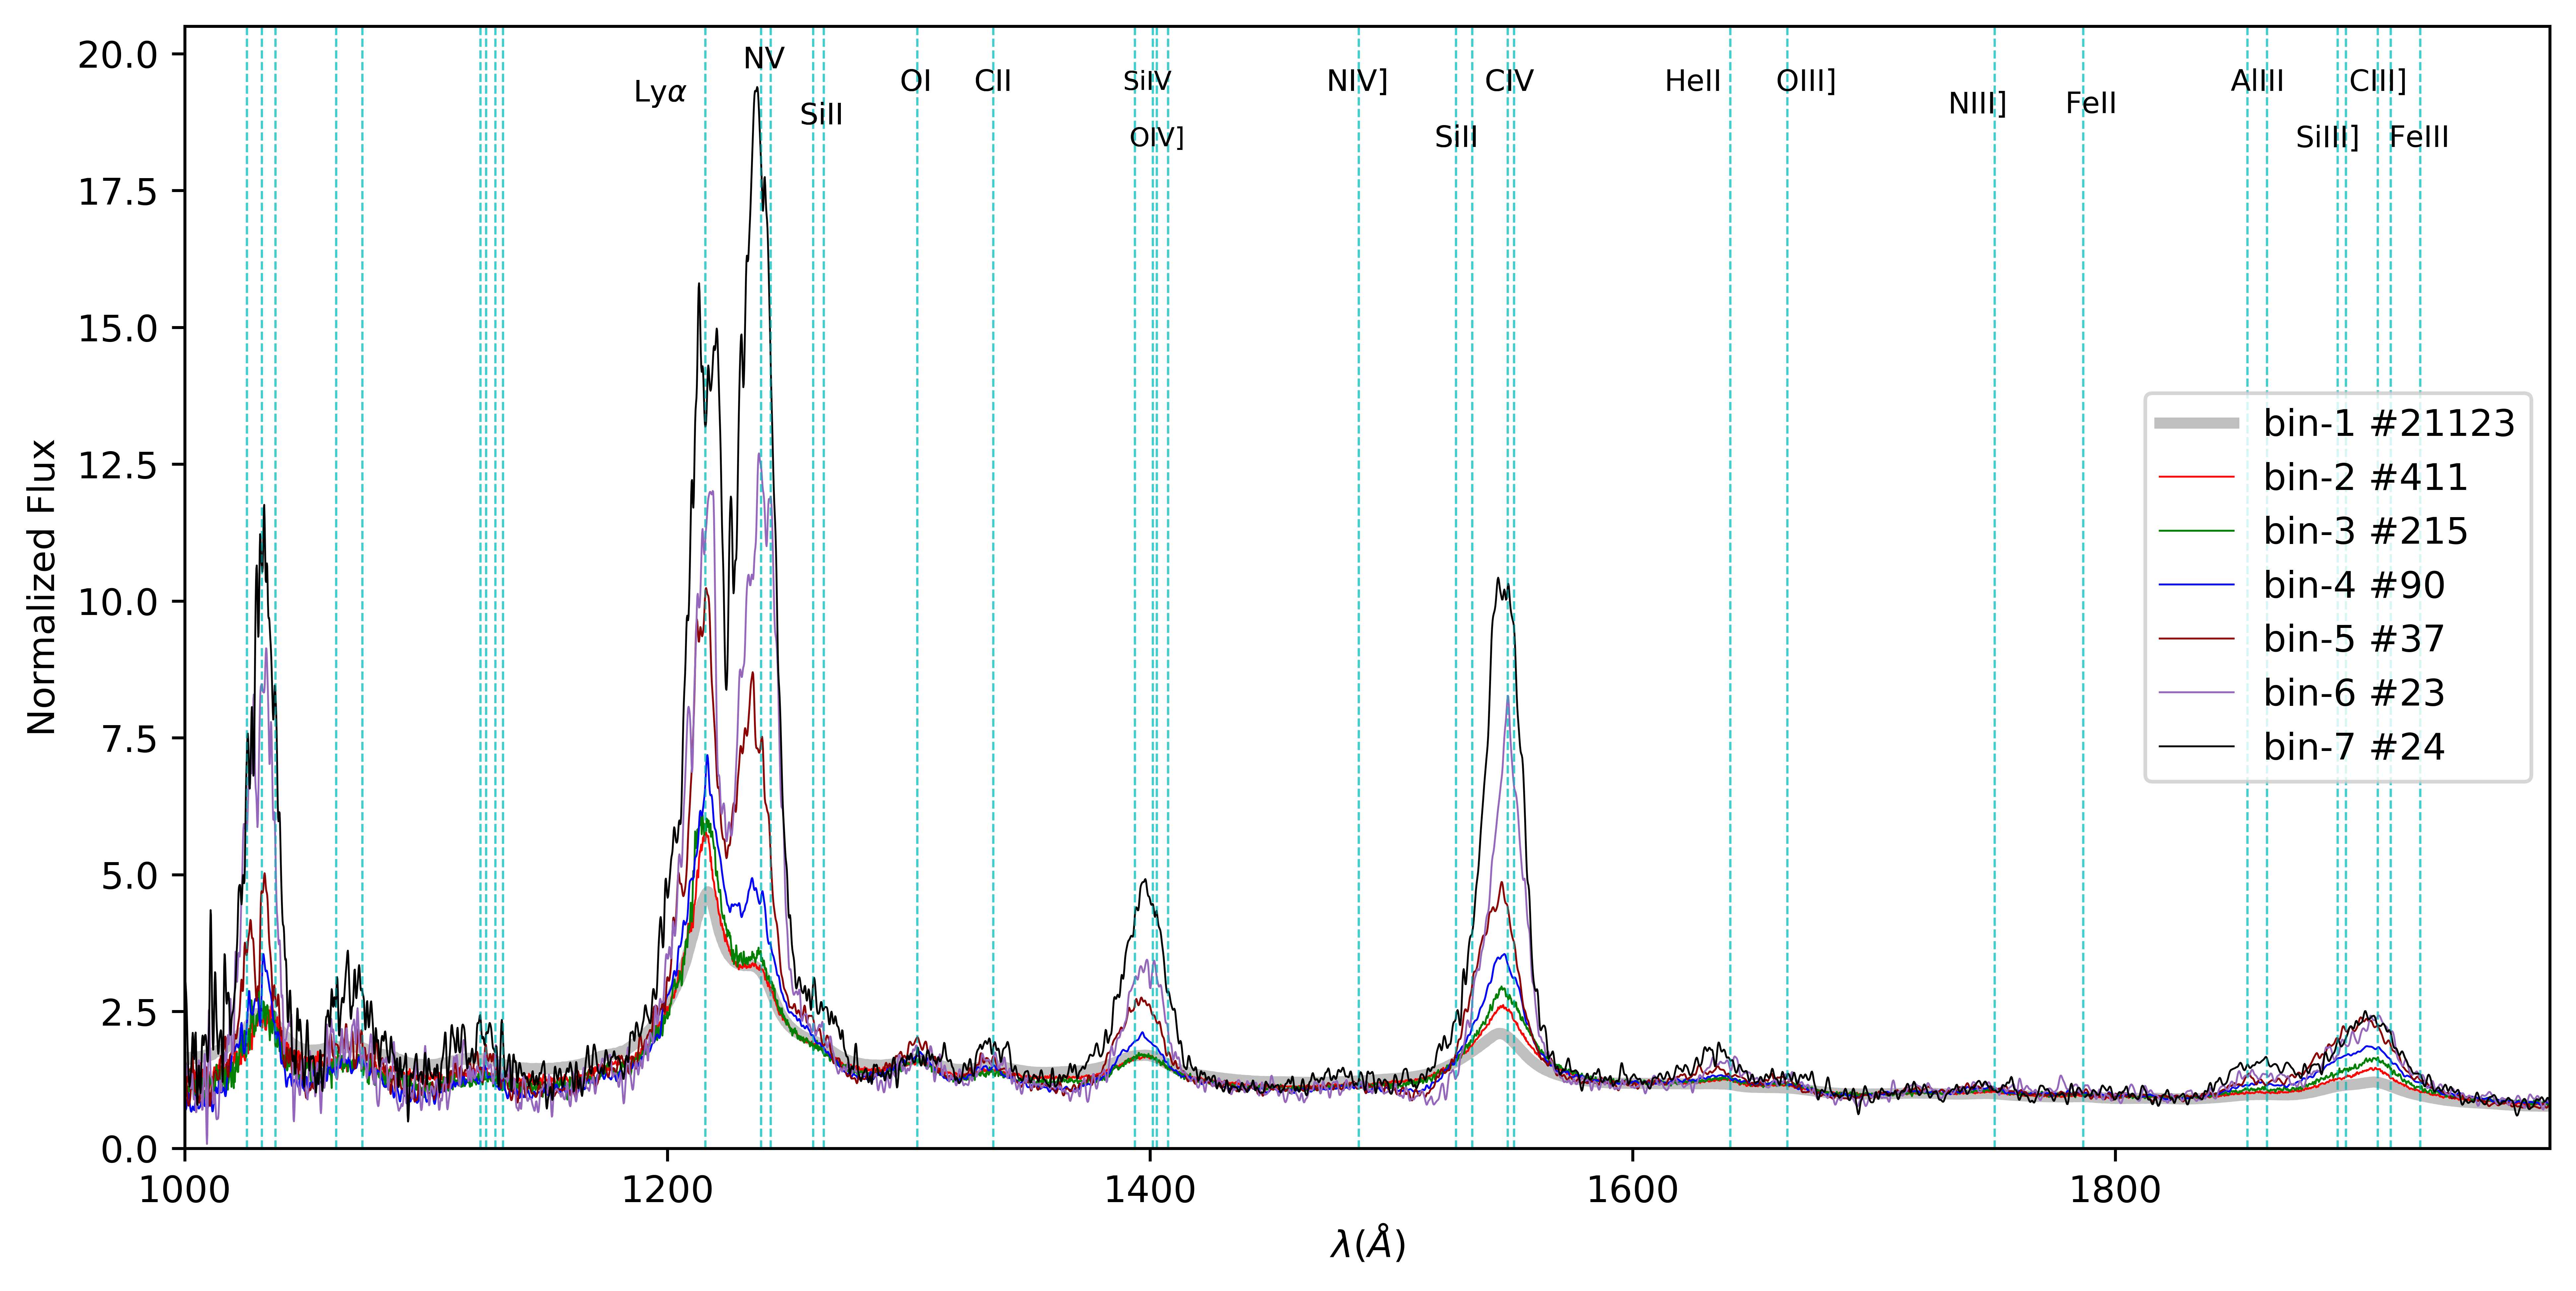 NV
Lyα
SiII
OI
CII
SiIV
OIV]
NIV]
SiII
CIV
HeII
OIII]
NIII]
FeII
AlIII
CIII]
SiIII]
FeIII
20.0
17.5
15.0
12.5
10.0
7.5
5.0
2.5
0.0
Normalized Flux
bin-1 #21123
bin-2 #411
bin-3 #215
bin-4 #90
bin-5 #37
bin-6 #23
bin-7 #24
1000
1200
1400
1600
1800
λ(Å)